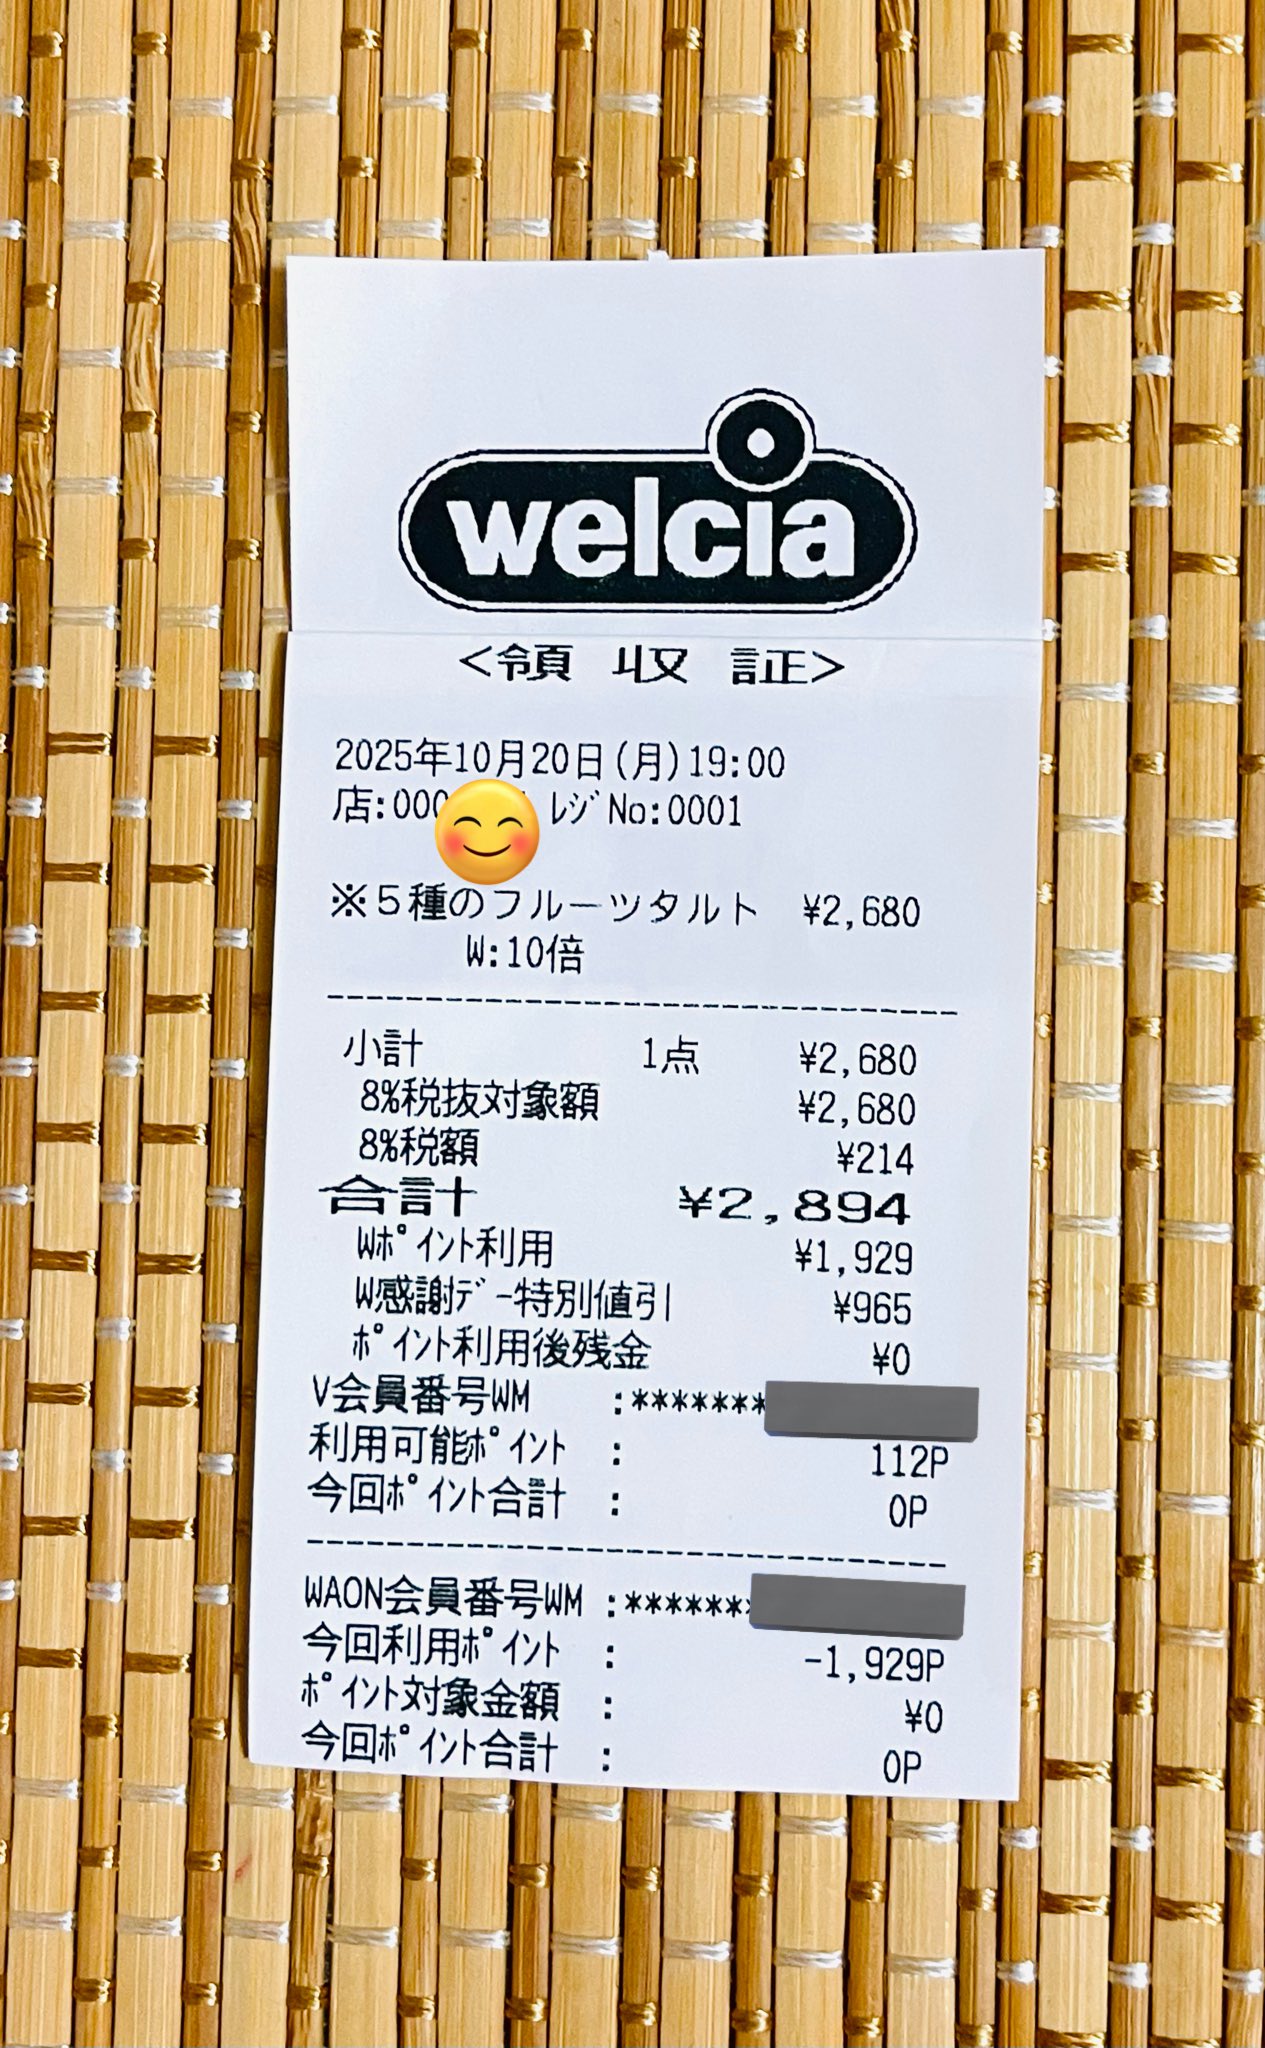 welcia
<領 収 証>
2025年10月20日(月)19:00
店:000 ﾚｼﾞNo:0001
※5種のフルーツタルト ¥2,680
W:10倍
小計 1点 ¥2,680
8%税抜対象額 ¥2,680
8%税額 ¥214
合計 ¥2,894
Wﾎﾟｲﾝﾄ利用 ¥1,929
W感謝ﾃﾞｰ特別値引 ¥965
ﾎﾟｲﾝﾄ利用後残金 ¥0
V会員番号WM :*******
利用可能ﾎﾟｲﾝﾄ : 112P
今回ﾎﾟｲﾝﾄ合計 : 0P
WAON会員番号WM :*******
今回利用ﾎﾟｲﾝﾄ : -1,929P
ﾎﾟｲﾝﾄ対象金額 : ¥0
今回ﾎﾟｲﾝﾄ合計 : 0P